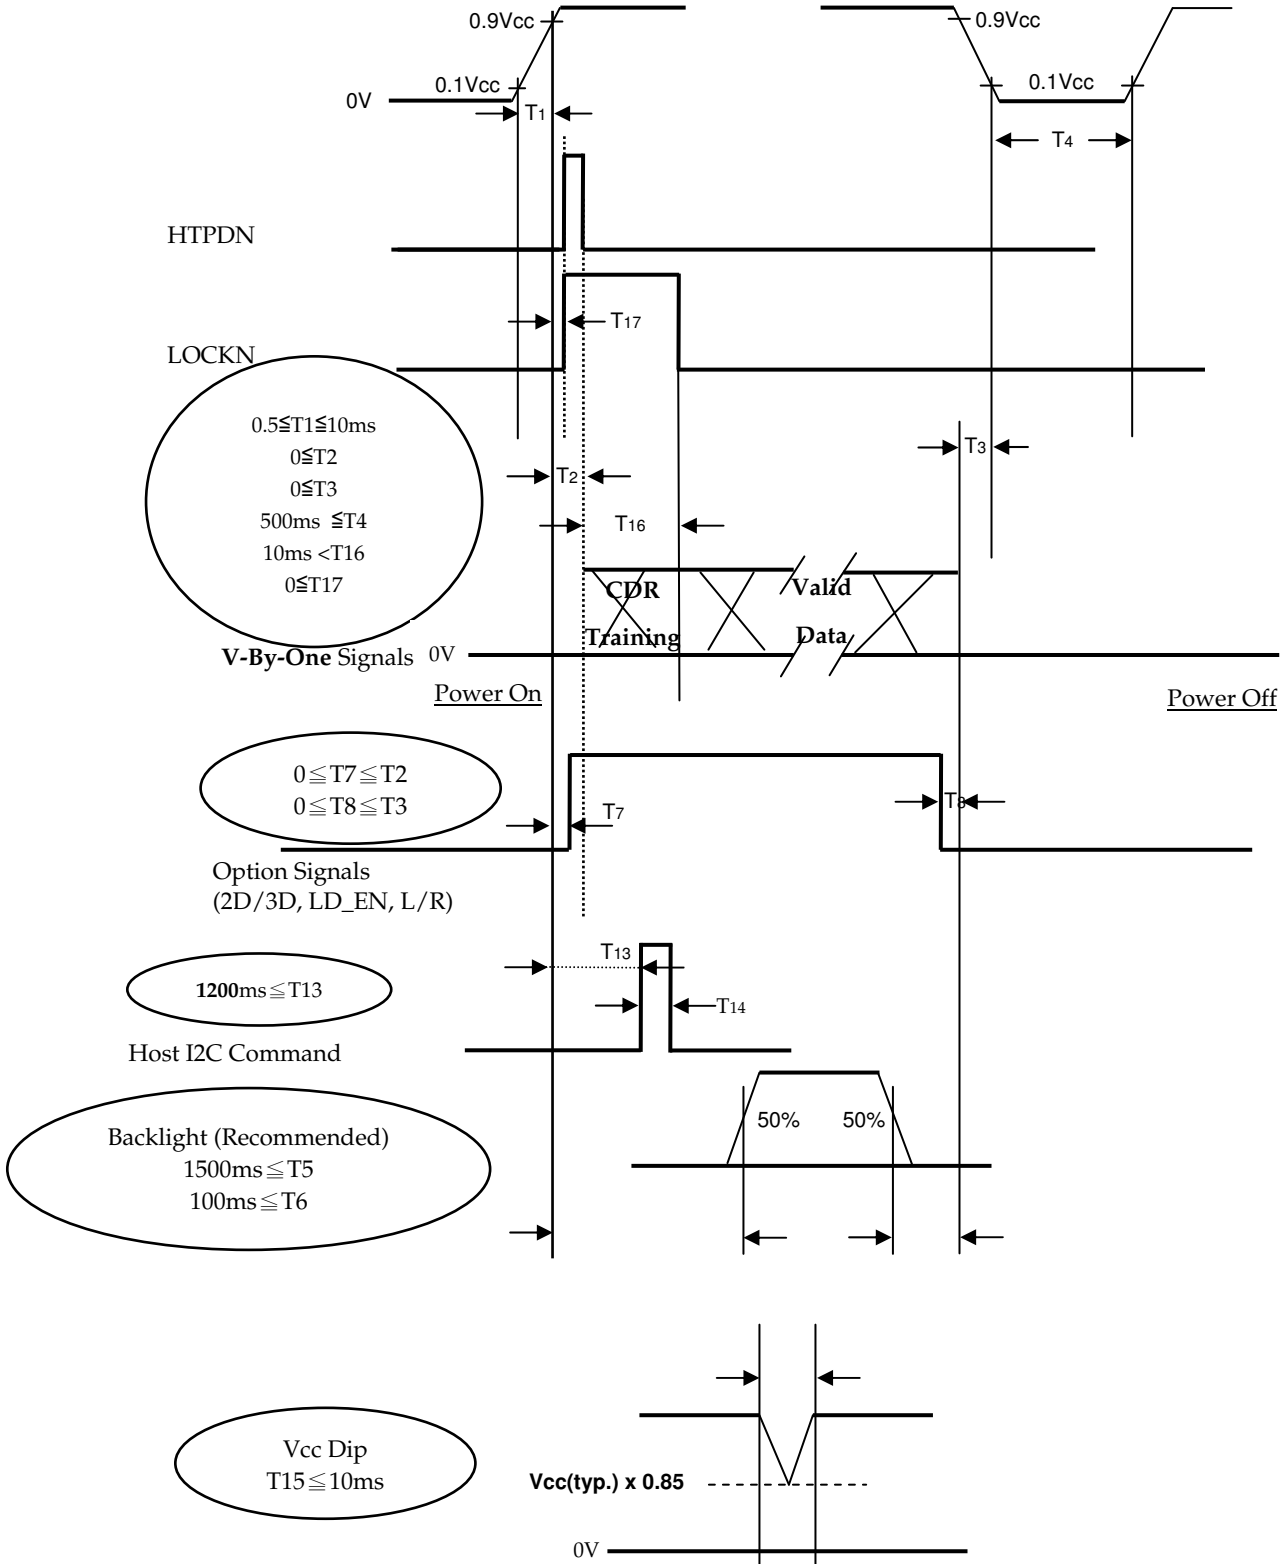 0.9Vcc
0.9Vcc
0.1Vcc
0.1Vcc
0V
T1
T4
HTPDN
T17
LOCKN
0.5≦T1≦10ms
0≦T2
0≦T3
500ms ≦T4
10ms <T16
0≦T17
T3
T2
T16
CDR
Training
Valid
Data
V-By-One Signals 0V
Power On
Power Off
0≦T7≦T2
0≦T8≦T3
T7
T8
Option Signals
(2D/3D, LD_EN, L/R)
T13
1200ms≦T13
T14
Host I2C Command
50%
50%
Backlight (Recommended)
1500ms≦T5
100ms≦T6
Vcc Dip
T15≦10ms
Vcc(typ.) x 0.85
0V